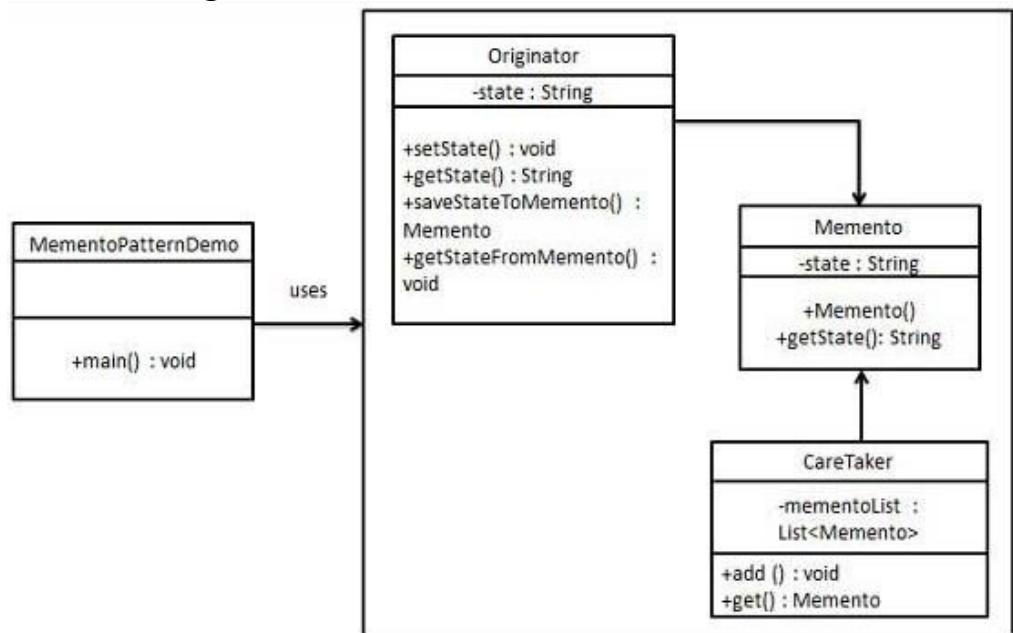 MementoPatternDemo
+main() : void
uses
Originator
-state : String
+setState() : void
+getState() : String
+saveStateToMemento() :
Memento
+getStateFromMemento() :
void
Memento
-state : String
+Memento()
+getState(): String
CareTaker
-mementoList :
List<Memento>
+add () : void
+get() : Memento